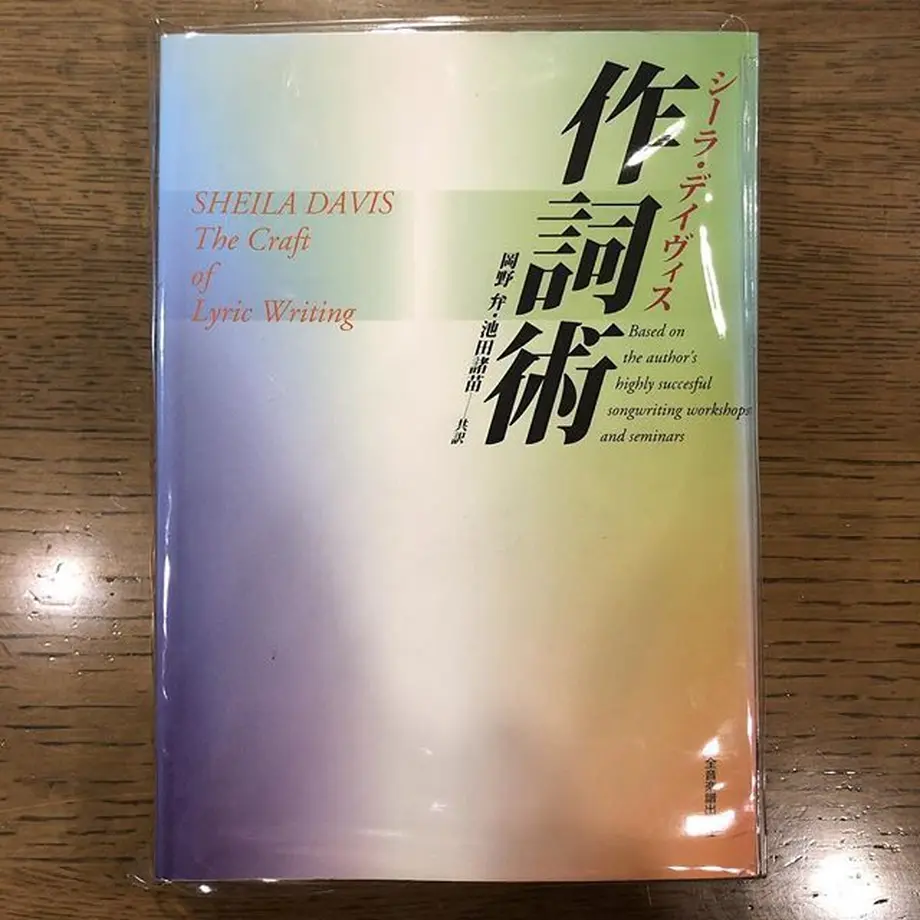 シーラ・デイヴィス
作詞術
岡野 弁・池田諸苗――共訳
SHEILA DAVIS
The Craft
of
Lyric Writing
Based on
the author's
highly succesful
songwriting workshops
and seminars
全音楽譜出